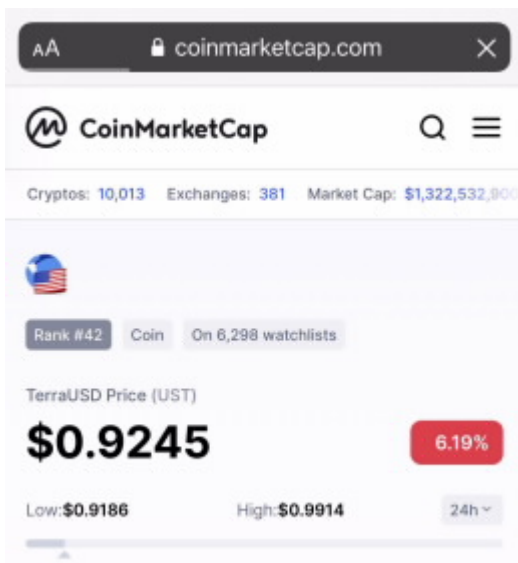 AA coinmarketcap.com
CoinMarketCap
Cryptos: 10,013 Exchanges: 381 Market Cap: $1,322,532,900
Rank #42 Coin On 6,298 watchlists
TerraUSD Price (UST)
$0.9245 6.19%
Low:$0.9186 High:$0.9914 24h